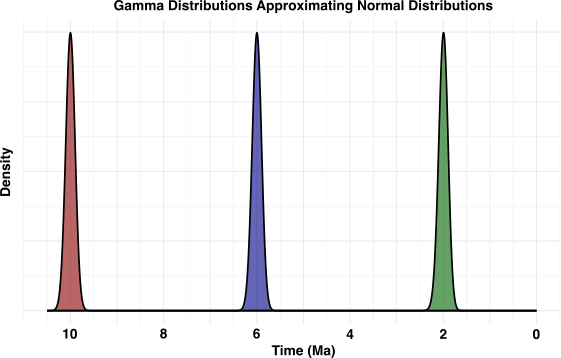 Gamma Distributions Approximating Normal Distributions
Density
10 8 6 4 2 0
Time (Ma)